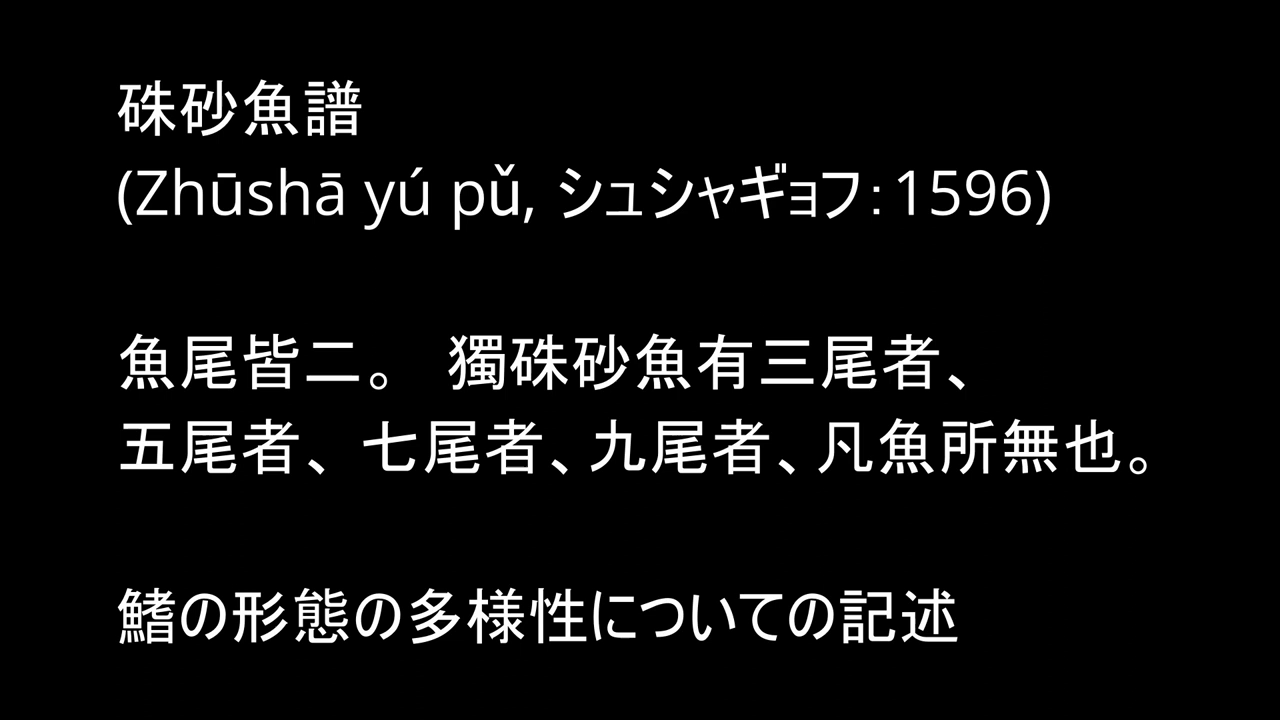 硃砂魚譜
(Zhūshā yú pǔ, シュシャギョフ：1596)
魚尾皆二。　獨硃砂魚有三尾者、
五尾者、七尾者、九尾者、凡魚所無也。
鰭の形態の多様性についての記述